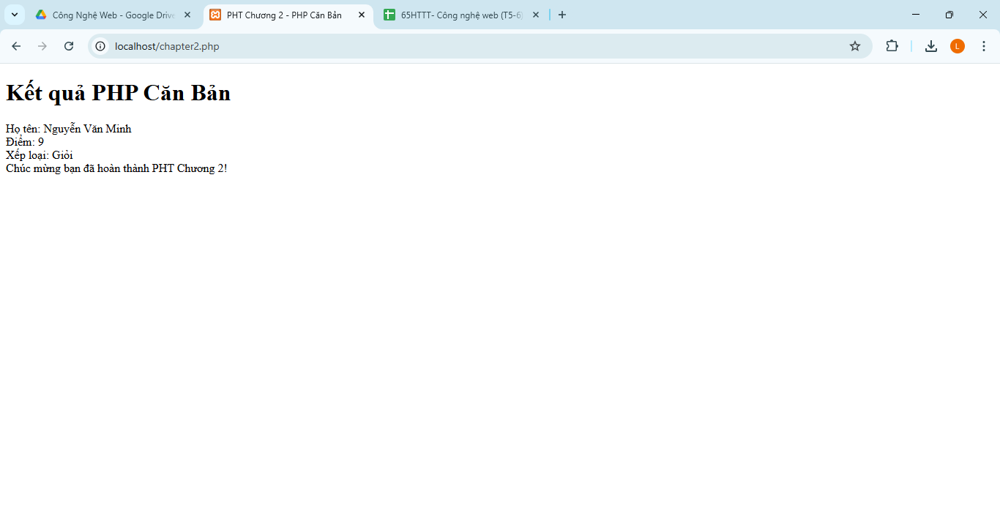 Công Nghệ Web - Google Drive
PHT Chương 2 - PHP Căn Bản
65HTTT- Công nghệ web (T5-6)
localhost/chapter2.php
L
Kết quả PHP Căn Bản
Họ tên: Nguyễn Văn Minh
Điểm: 9
Xếp loại: Giỏi
Chúc mừng bạn đã hoàn thành PHT Chương 2!